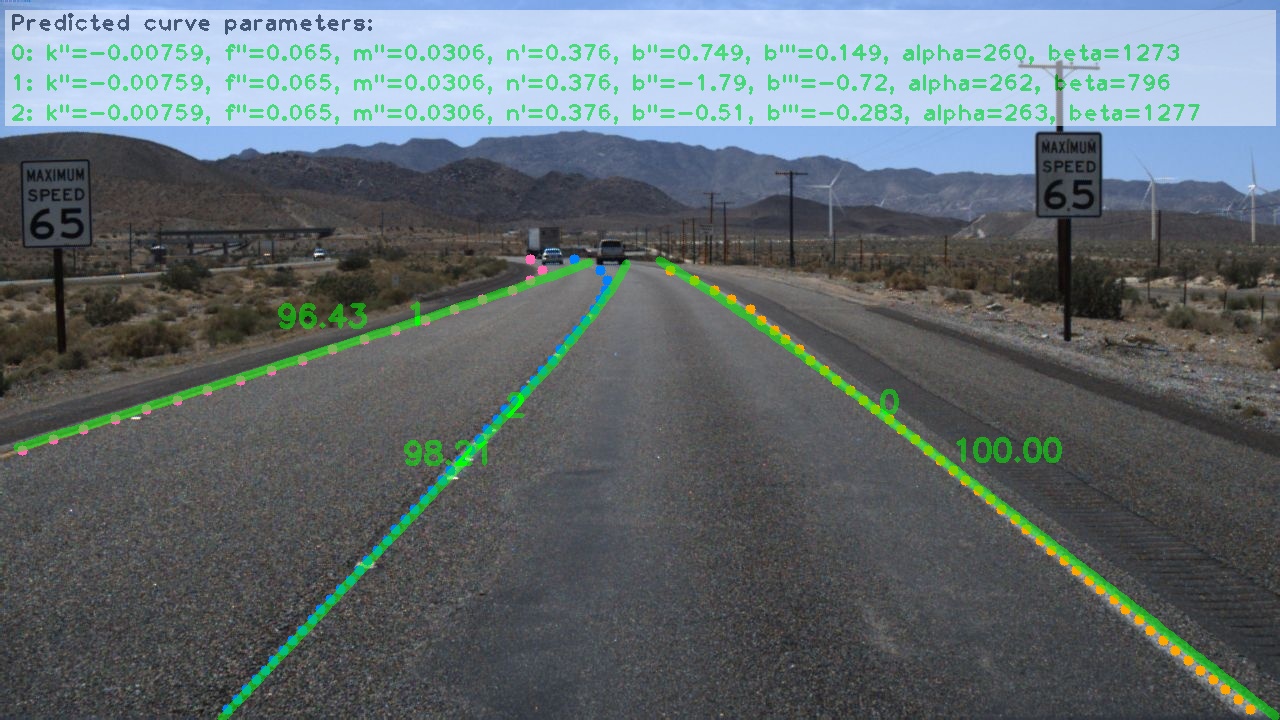 Predicted curve parameters:
0: k''=-0.00759, f''=0.065, m''=0.0306, n'=0.376, b''=0.749, b'''=0.149, alpha=260, beta=1273
1: k''=-0.00759, f''=0.065, m''=0.0306, n'=0.376, b''=-1.79, b'''=-0.72, alpha=262, beta=796
2: k''=-0.00759, f''=0.065, m''=0.0306, n'=0.376, b''=-0.51, b'''=-0.283, alpha=263, beta=1277
MAXIMUM
SPEED
65
MAXIMUM
SPEED
65
96.43
1
2
0
98.21
100.00